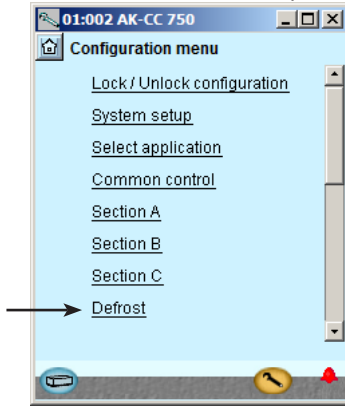 01:002 AK-CC 750
Configuration menu
Lock / Unlock configuration
System setup
Select application
Common control
Section A
Section B
Section C
Defrost